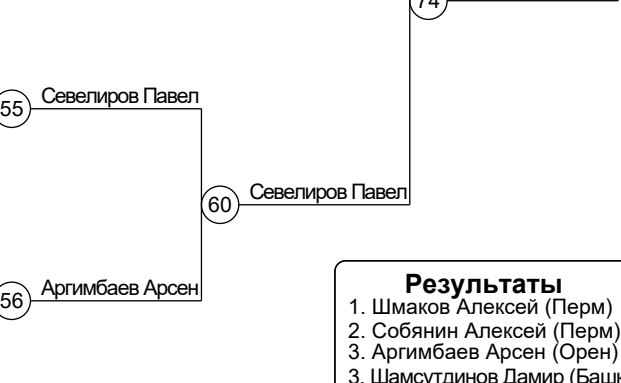 74
Севелиров Павел
55
Севелиров Павел
60
Аргимбаев Арсен
56
Результаты
1. Шмаков Алексей (Перм)
2. Собянин Алексей (Перм)
3. Аргимбаев Арсен (Орен)
3. Шамсутдинов Дамир